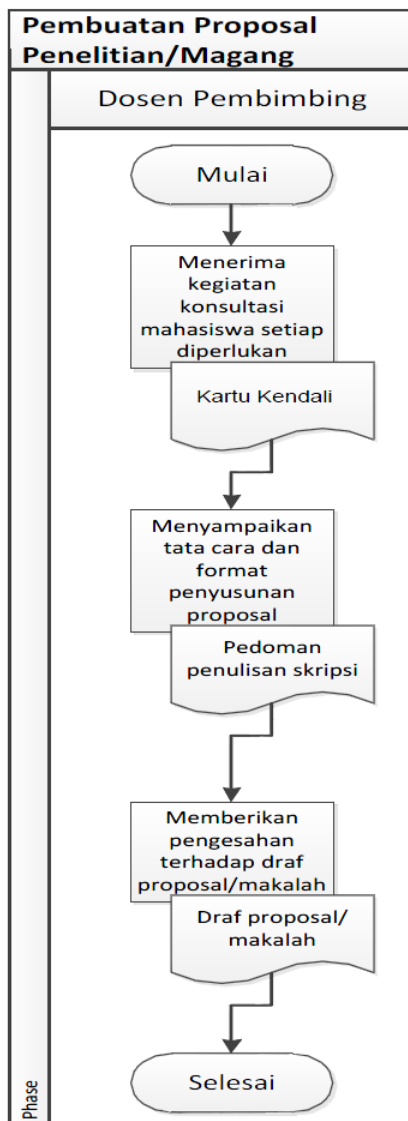 Pembuatan Proposal
Penelitian/Magang
Dosen Pembimbing
Mulai
Menerima
kegiatan
konsultasi
mahasiswa setiap
diperlukan
Kartu Kendali
Menyampaikan
tata cara dan
format
penyusunan
proposal
Pedoman
penulisan skripsi
Memberikan
pengesahan
terhadap draf
proposal/makalah
Draf proposal/
makalah
Selesai
Phase